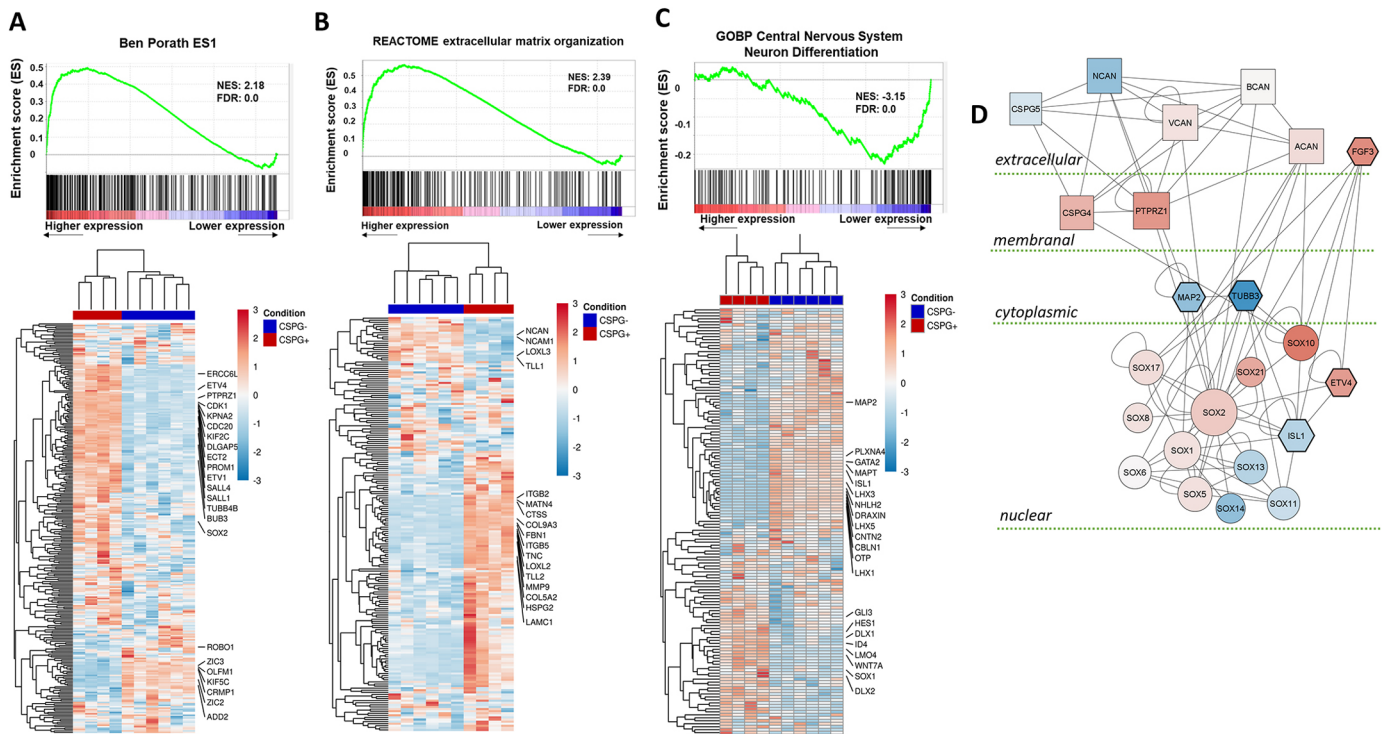 A
Ben Porath ES1
Enrichment score (ES)
0.5
0.4
0.3
0.2
0.1
0
NES: 2.18
FDR: 0.0
Higher expression
Lower expression
3
2
1
0
-1
-2
-3
Condition
CSPG-
CSPG+
ERCC6L
ETV4
PTPRZ1
CDK1
KPNA2
CDC20
KIF2C
DLGAP5
ECT2
PROM1
ETV1
SALL4
SALL1
TUBB4B
BUB3
SOX2
ROBO1
ZIC3
OLFM1
KIF5C
CRMP1
ZIC2
ADD2
B
REACTOME extracellular matrix organization
Enrichment score (ES)
0.5
0.4
0.3
0.2
0.1
0
NES: 2.39
FDR: 0.0
Higher expression
Lower expression
3
2
1
0
-1
-2
-3
Condition
CSPG-
CSPG+
NCAN
NCAM1
LOXL3
TLL1
ITGB2
MATN4
CTSS
COL9A3
FBN1
ITGB5
TNC
LOXL2
TLL2
MMP9
COL5A2
HSPG2
LAMC1
C
GOBP Central Nervous System
Neuron Differentiation
Enrichment score (ES)
0
-0.1
-0.2
NES: -3.15
FDR: 0.0
Higher expression
Lower expression
3
2
1
0
-1
-2
-3
Condition
CSPG-
CSPG+
MAP2
PLXNA4
GATA2
MAPT
ISL1
LHX3
NHLH2
DRAXIN
LHX5
CNTN2
CBLN1
OTP
LHX1
GLI3
HES1
DLX1
ID4
LMO4
WNT7A
SOX1
DLX2
D
NCAN
BCAN
CSPG5
VCAN
ACAN
FGF3
extracellular
CSPG4
PTPRZ1
membranal
MAP2
TUBB3
cytoplasmic
SOX10
SOX17
SOX21
ETV4
SOX8
SOX2
ISL1
SOX1
SOX6
SOX13
SOX5
SOX14
SOX11
nuclear